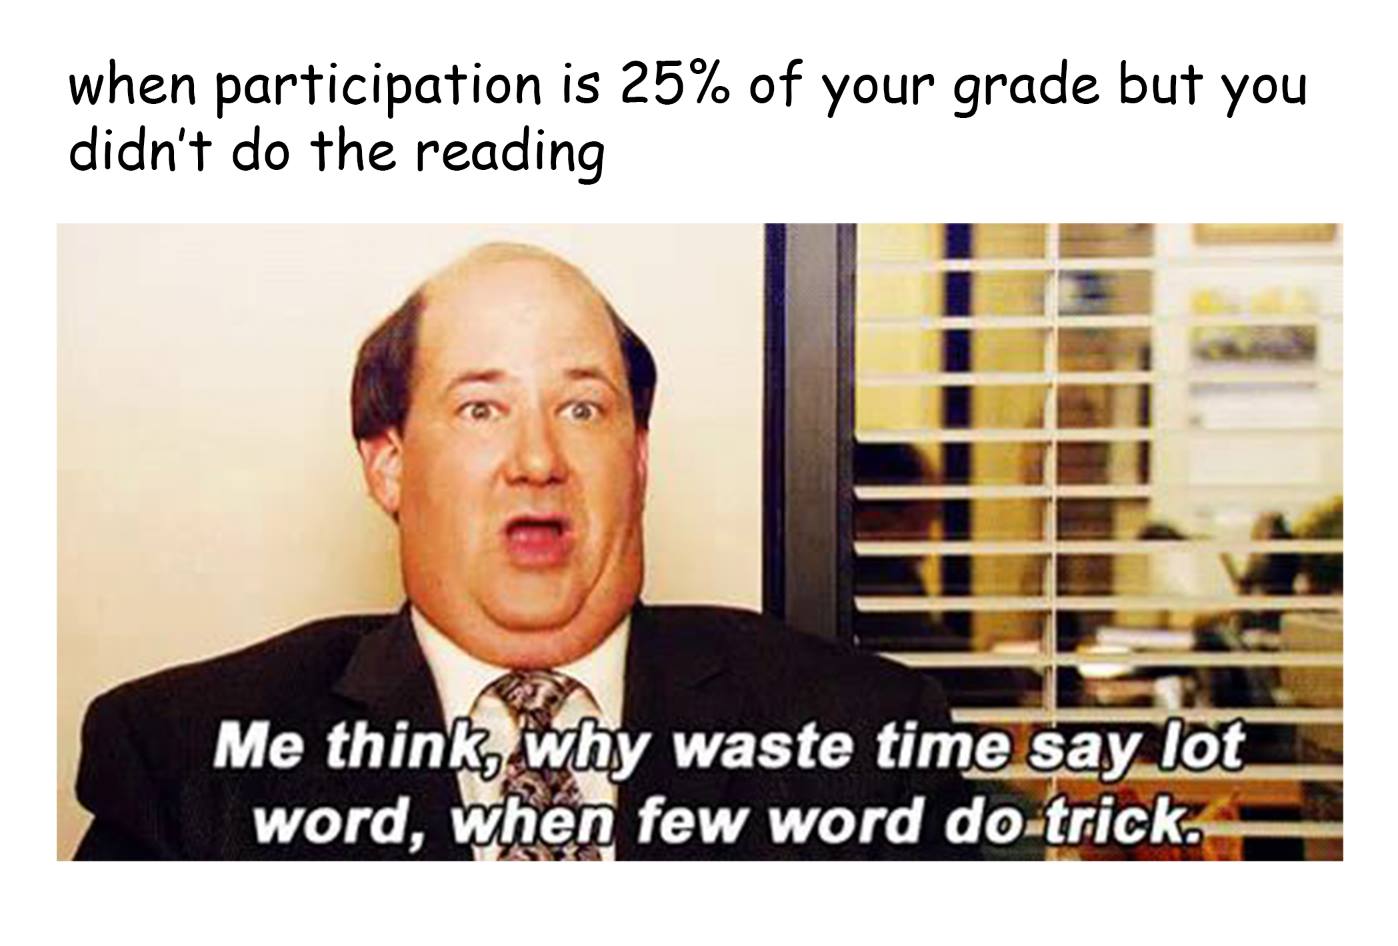 when participation is 25% of your grade but you
didn't do the reading
Me think, why waste time say lot
word, when few word do trick.